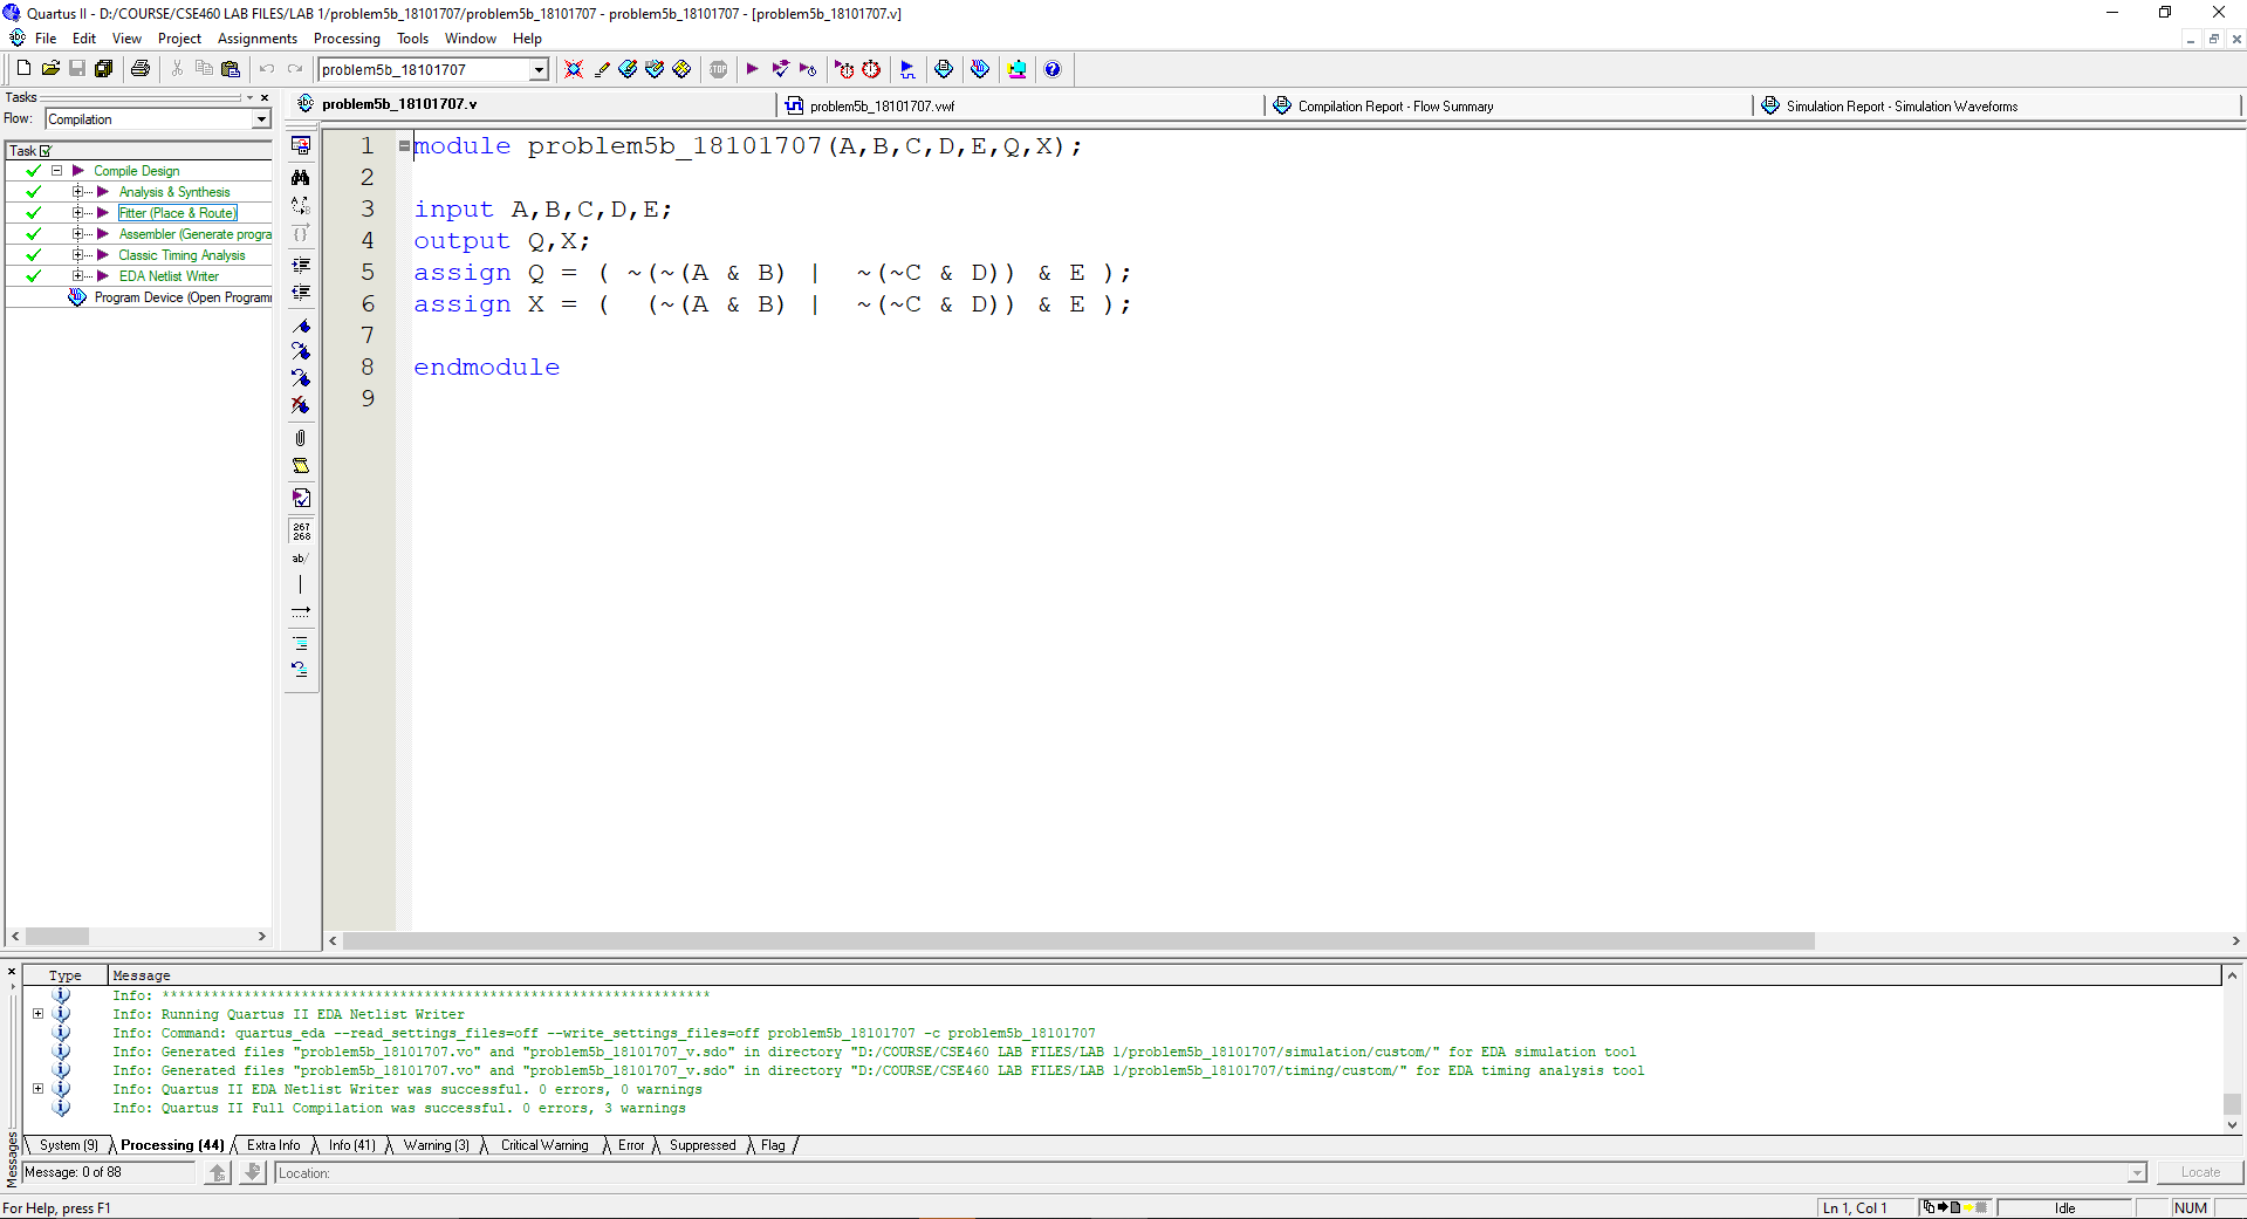 Quartus II - D:/COURSE/CSE460 LAB FILES/LAB 1/problem5b_18101707/problem5b_18101707 - problem5b_18101707 - [problem5b_18101707.v]
File Edit View Project Assignments Processing Tools Window Help
problem5b_18101707
Tasks
Flow: Compilation
Task
Compile Design
Analysis & Synthesis
Fitter (Place & Route)
Assembler (Generate progra
Classic Timing Analysis
EDA Netlist Writer
Program Device (Open Program
problem5b_18101707.v
problem5b_18101707.vwf
Compilation Report - Flow Summary
Simulation Report - Simulation Waveforms
267
268
ab/
1 module problem5b_18101707(A,B,C,D,E,Q,X);
2
3 input A,B,C,D,E;
4 output Q,X;
5 assign Q = ( ~(~(A & B) |  ~(~C & D)) & E );
6 assign X = (  (~(A & B) |  ~(~C & D)) & E );
7
8 endmodule
9
Type Message
Info: *******************************************************************
Info: Running Quartus II EDA Netlist Writer
Info: Command: quartus_eda --read_settings_files=off --write_settings_files=off problem5b_18101707 -c problem5b_18101707
Info: Generated files "problem5b_18101707.vo" and "problem5b_18101707_v.sdo" in directory "D:/COURSE/CSE460 LAB FILES/LAB 1/problem5b_18101707/simulation/custom/" for EDA simulation tool
Info: Generated files "problem5b_18101707.vo" and "problem5b_18101707_v.sdo" in directory "D:/COURSE/CSE460 LAB FILES/LAB 1/problem5b_18101707/timing/custom/" for EDA timing analysis tool
Info: Quartus II EDA Netlist Writer was successful. 0 errors, 0 warnings
Info: Quartus II Full Compilation was successful. 0 errors, 3 warnings
System (9) Processing (44) Extra Info Info (41) Warning (3) Critical Warning Error Suppressed Flag
Messages
Message: 0 of 88
Location:
Locate
For Help, press F1
Ln 1, Col 1
Idle
NUM